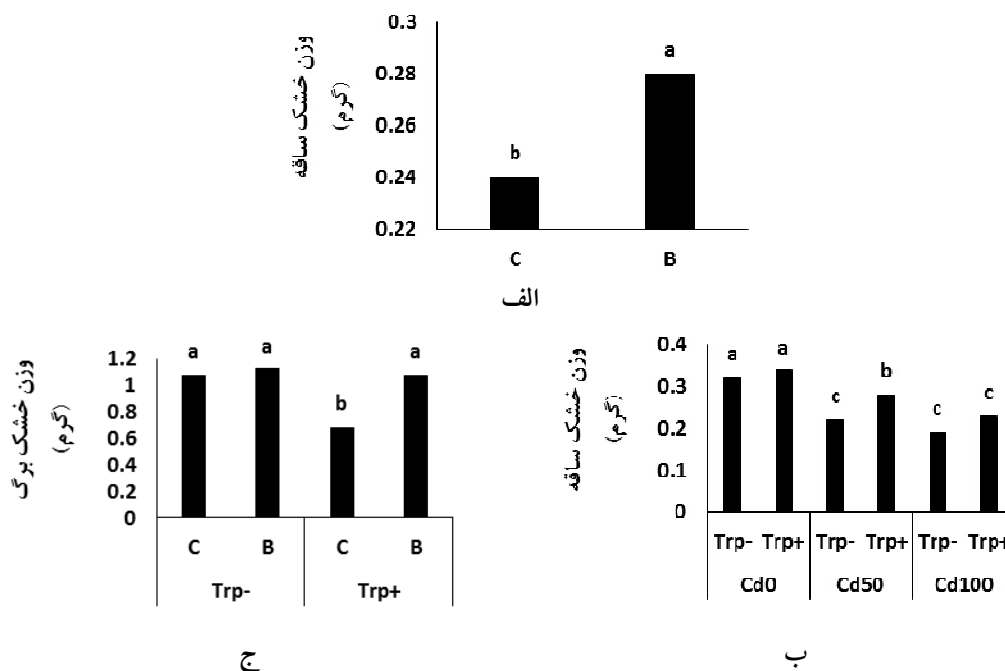 وزن خشک ساقه
(گرم)
0.3
0.28
0.26
0.24
0.22
b
a
C B
الف
وزن خشک برگ
(گرم)
1.2
1
0.8
0.6
0.4
0.2
0
a a b a
C B C B
Trp- Trp+
ج
وزن خشک ساقه
(گرم)
0.4
0.3
0.2
0.1
0
a a c b c c
Trp- Trp+ Trp- Trp+ Trp- Trp+
Cd0 Cd50 Cd100
ب